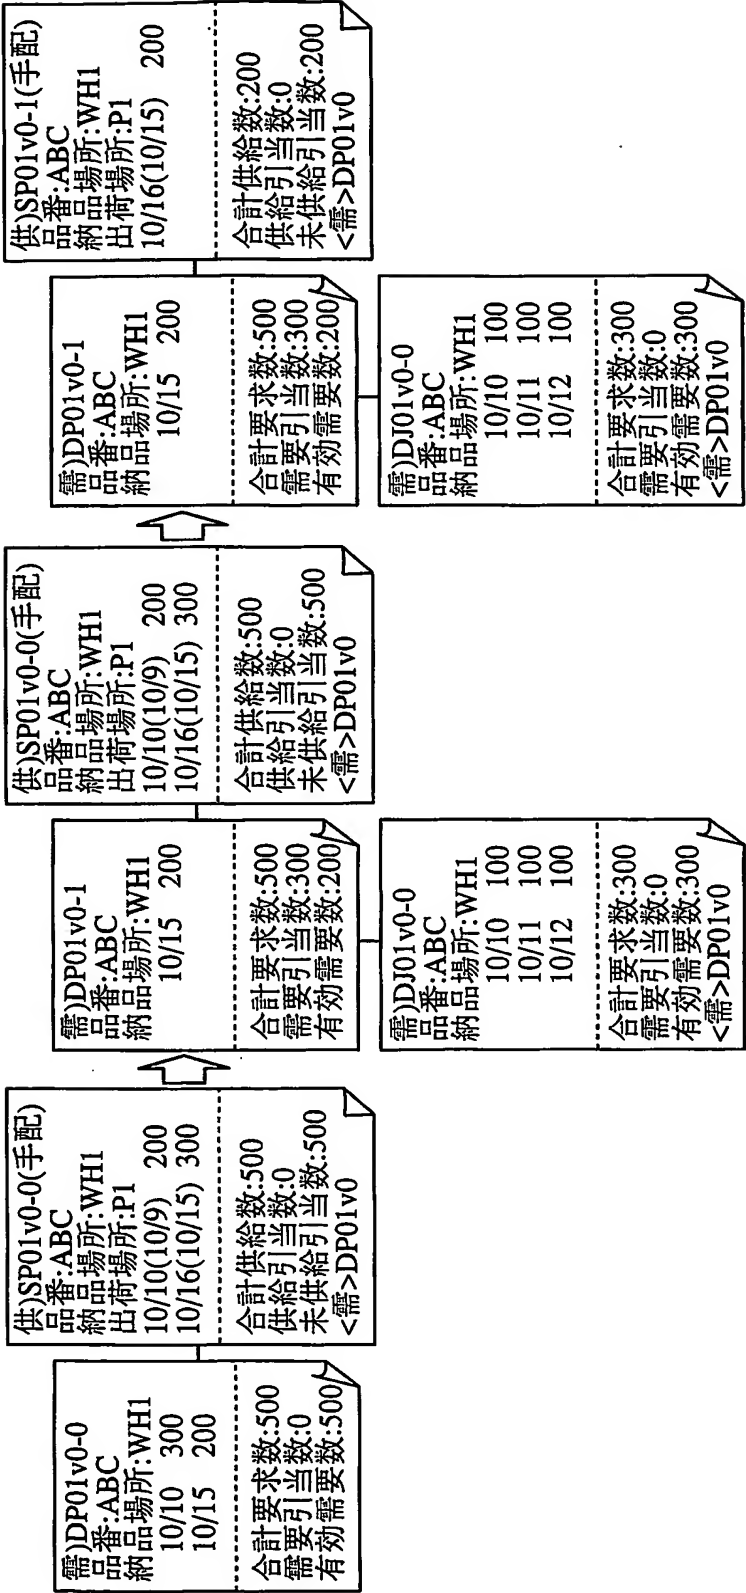 需)DP01v0-0
品番:ABC
納品場所:WH1
10/10 300
10/15 200
合計要求数:500
需要引当数:0
有効需要数:500
供)SP01v0-0(手配)
品番:ABC
納品場所:WH1
出荷場所:P1
10/10(10/9) 200
10/16(10/15) 300
合計供給数:500
供給引当数:0
未供給引当数:500
<需>DP01v0
需)DP01v0-1
品番:ABC
納品場所:WH1
10/15 200
合計要求数:500
需要引当数:300
有効需要数:200
需)DJ01v0-0
品番:ABC
納品場所:WH1
10/10 100
10/11 100
10/12 100
合計要求数:300
需要引当数:0
有効需要数:300
<需>DP01v0
供)SP01v0-0(手配)
品番:ABC
納品場所:WH1
出荷場所:P1
10/10(10/9) 200
10/16(10/15) 300
合計供給数:500
供給引当数:0
未供給引当数:500
<需>DP01v0
需)DP01v0-1
品番:ABC
納品場所:WH1
10/15 200
合計要求数:500
需要引当数:300
有効需要数:200
需)DJ01v0-0
品番:ABC
納品場所:WH1
10/10 100
10/11 100
10/12 100
合計要求数:300
需要引当数:0
有効需要数:300
<需>DP01v0
供)SP01v0-1(手配)
品番:ABC
納品場所:WH1
出荷場所:P1
10/16(10/15) 200
合計供給数:200
供給引当数:0
未供給引当数:200
<需>DP01v0